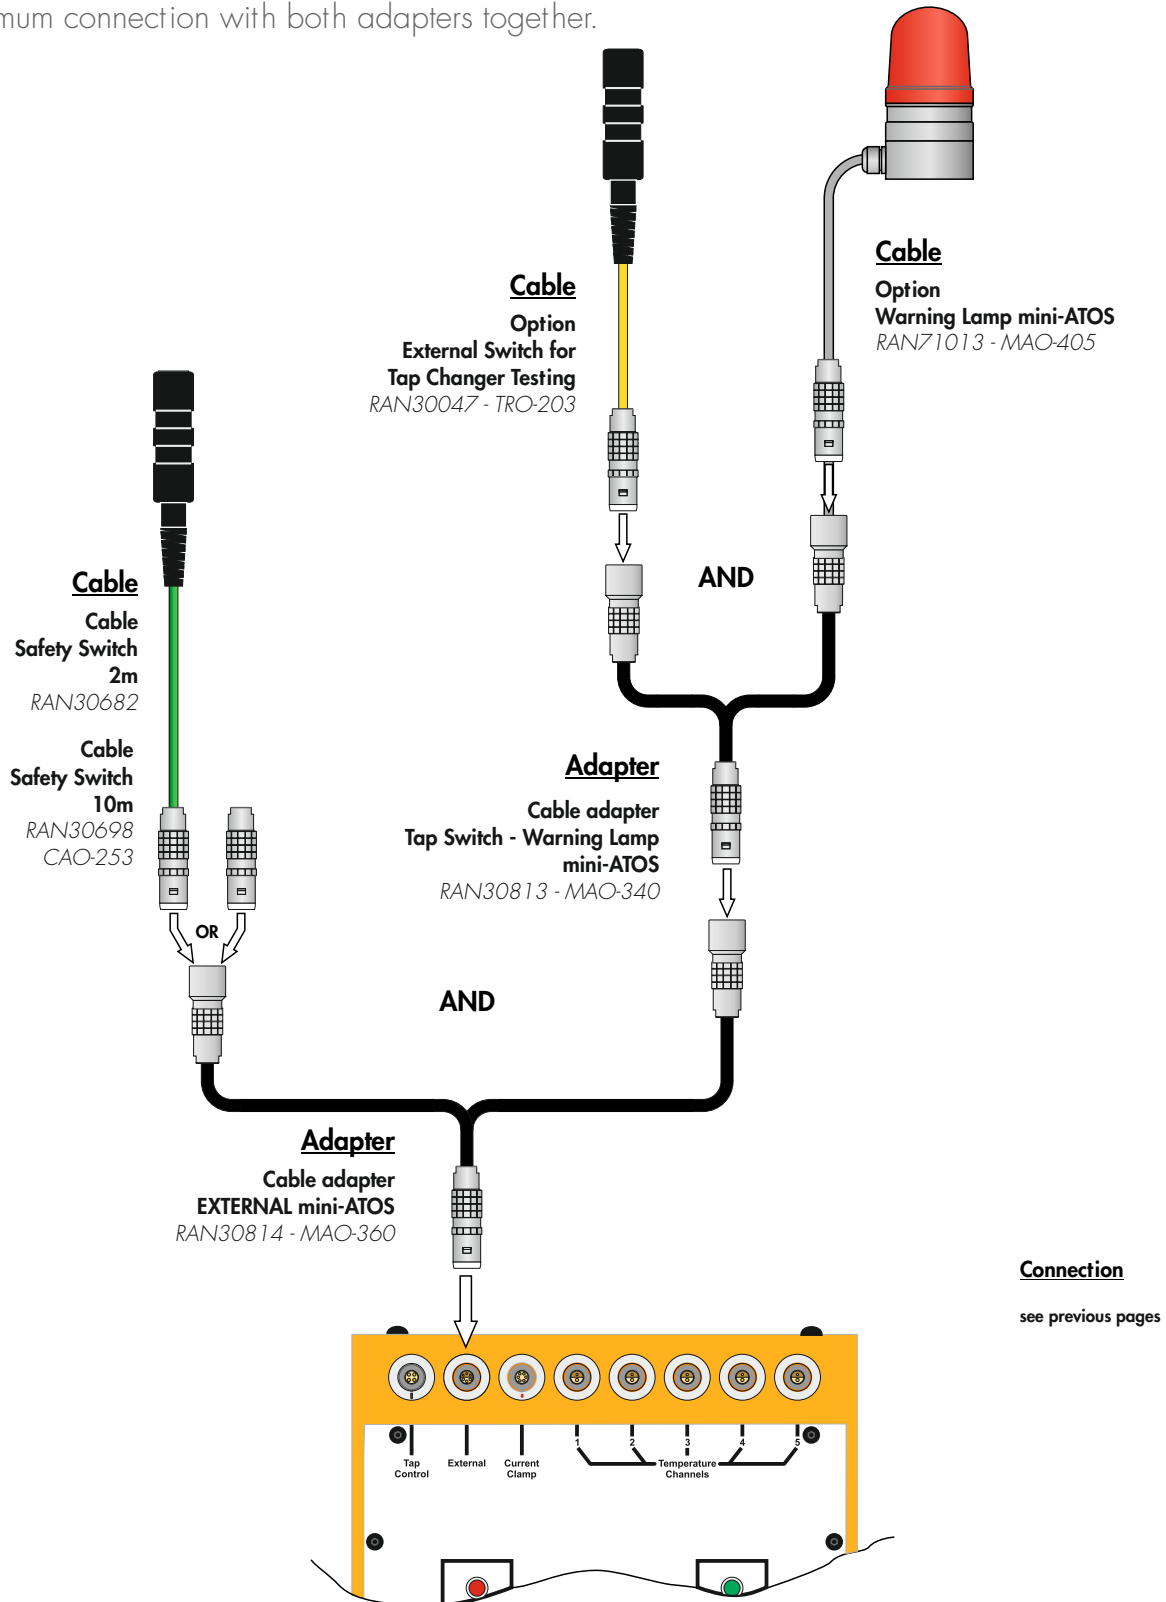 connection with both adapters together.
Cable
Option
Warning Lamp mini-ATOS
RAN71013 - MAO-405
Cable
Option
External Switch for
Tap Changer Testing
RAN30047 - TRO-203
AND
Cable
Cable
Safety Switch
2m
RAN30682
Cable
Safety Switch
10m
RAN30698
CAO-253
OR
Adapter
Cable adapter
Tap Switch - Warning Lamp
mini-ATOS
RAN30813 - MAO-340
AND
Adapter
Cable adapter
EXTERNAL mini-ATOS
RAN30814 - MAO-360
Connection
see previous pages
1 2 3 4 5
Tap
Control
External
Current
Clamp
Temperature
Channels